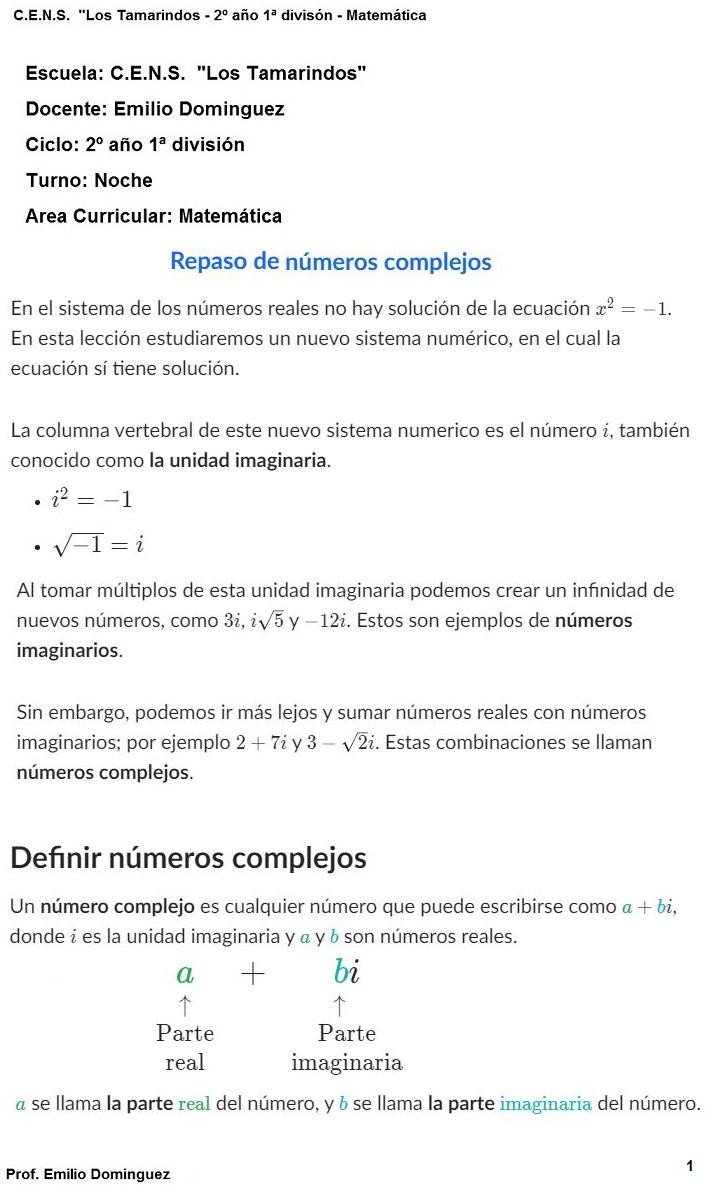 C.E.N.S. "Los Tamarindos - 2º año 1ª divisón - Matemática
Escuela: C.E.N.S. "Los Tamarindos"
Docente: Emilio Dominguez
Ciclo: 2º año 1ª división
Turno: Noche
Area Curricular: Matemática
Repaso de números complejos
En el sistema de los números reales no hay solución de la ecuación x² = −1.
En esta lección estudiaremos un nuevo sistema numérico, en el cual la
ecuación sí tiene solución.
La columna vertebral de este nuevo sistema numerico es el número i, también
conocido como la unidad imaginaria.
• i² = −1
• √−1 = i
Al tomar múltiplos de esta unidad imaginaria podemos crear un infinidad de
nuevos números, como 3i, i√5 y −12i. Estos son ejemplos de números
imaginarios.
Sin embargo, podemos ir más lejos y sumar números reales con números
imaginarios; por ejemplo 2 + 7i y 3 − √2i. Estas combinaciones se llaman
números complejos.
Definir números complejos
Un número complejo es cualquier número que puede escribirse como a + bi,
donde i es la unidad imaginaria y a y b son números reales.
a + bi
↑ ↑
Parte Parte
real imaginaria
a se llama la parte real del número, y b se llama la parte imaginaria del número.
Prof. Emilio Dominguez 1